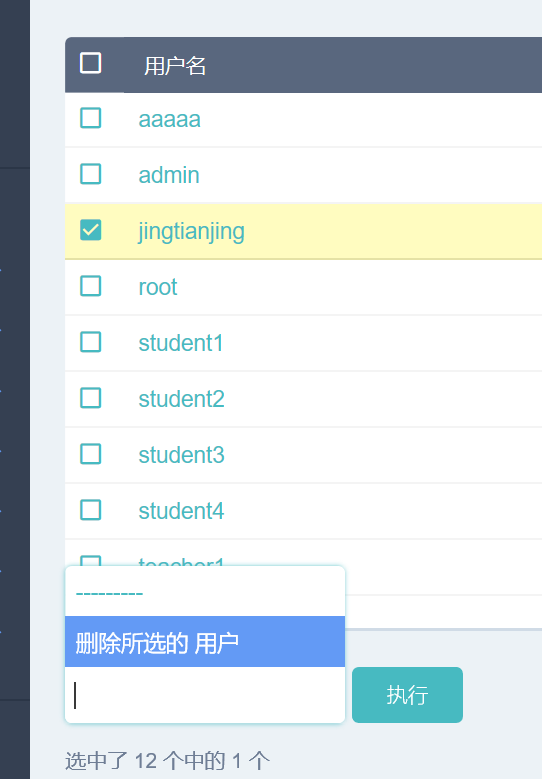 用户名
aaaaa
admin
jingtianjing
root
student1
student2
student3
student4
teacher1
---------
删除所选的 用户
执行
选中了 12 个中的 1 个